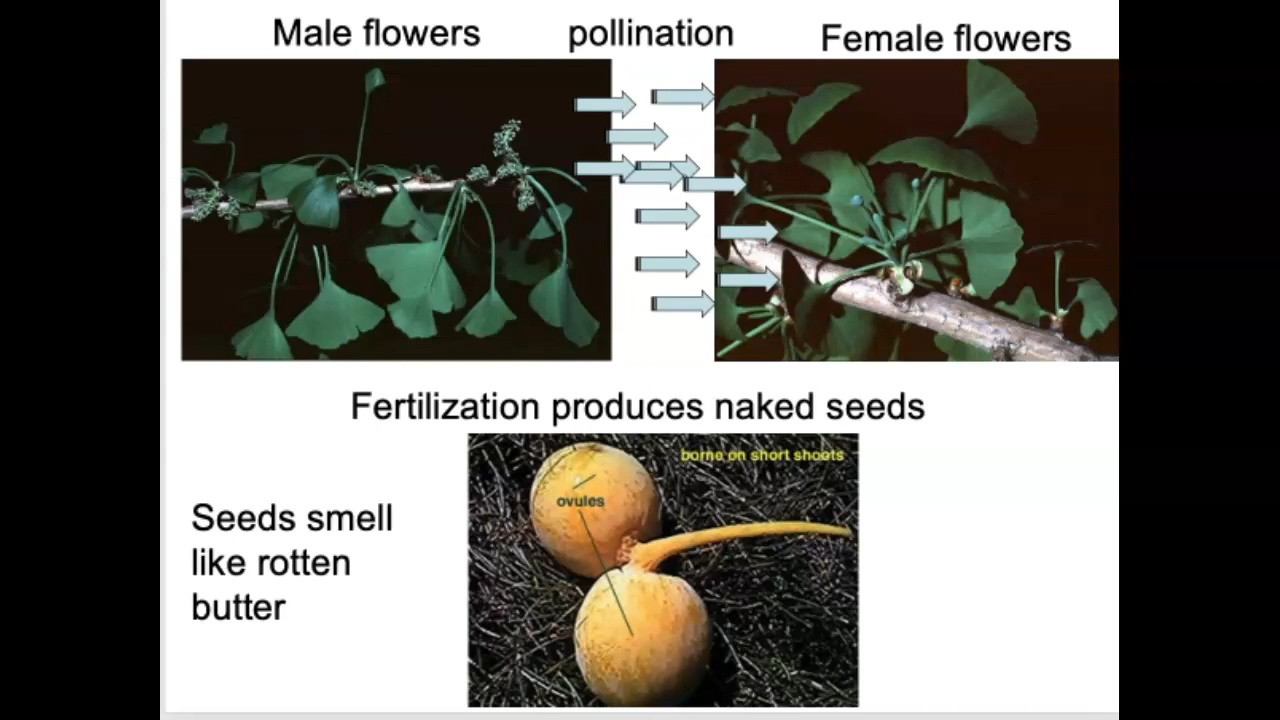 Male flowers
pollination
Female flowers
Fertilization produces naked seeds
borne on short shoots
ovules
Seeds smell
like rotten
butter